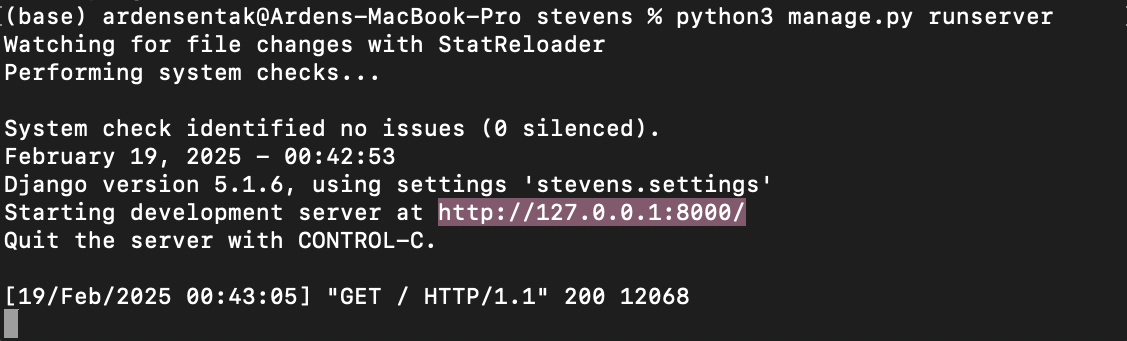 (base) ardensentak@Ardens-MacBook-Pro stevens % python3 manage.py runserver
Watching for file changes with StatReloader
Performing system checks...
System check identified no issues (0 silenced).
February 19, 2025 - 00:42:53
Django version 5.1.6, using settings 'stevens.settings'
Starting development server at http://127.0.0.1:8000/
Quit the server with CONTROL-C.
[19/Feb/2025 00:43:05] "GET / HTTP/1.1" 200 12068